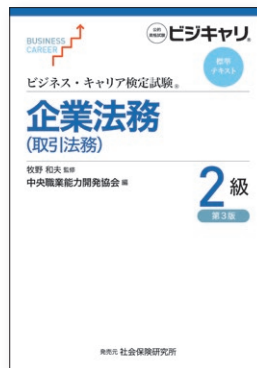 BUSINESS
CAREER
公的
資格試験
ビジキャリ®
標準
テキスト
ビジネス・キャリア検定試験®
企業法務
(取引法務)
牧野 和夫 監修
中央職業能力開発協会 編
2級
第3版
発売元 社会保険研究所